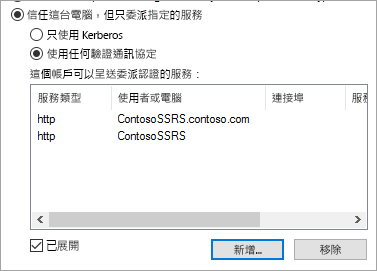 信任這台電腦，但只委派指定的服務
只使用 Kerberos
使用任何驗證通訊協定
這個帳戶可以呈送委派認證的服務：
服務類型 使用者或電腦 連接埠 服務
http ContosoSSRS.contoso.com
http ContosoSSRS
已展開 新增... 移除